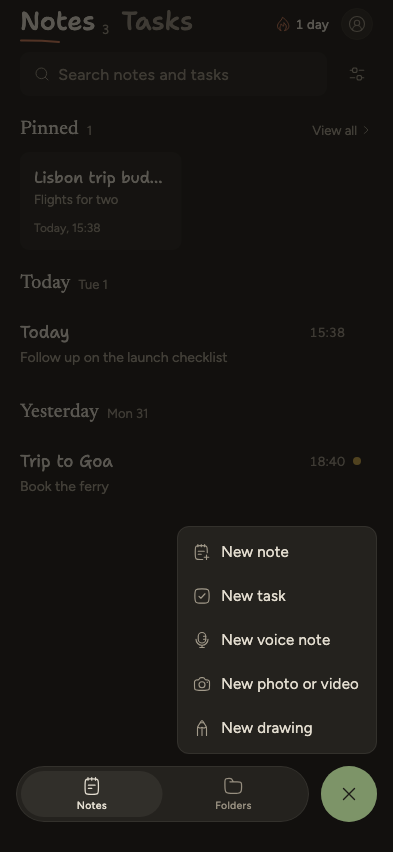 Notes 3 Tasks
1 day
Search notes and tasks
Pinned 1
View all
Lisbon trip bud...
Flights for two
Today, 15:38
Today Tue 1
Today 15:38
Follow up on the launch checklist
Yesterday Mon 31
Trip to Goa 18:40
Book the ferry
New note
New task
New voice note
New photo or video
New drawing
Notes
Folders